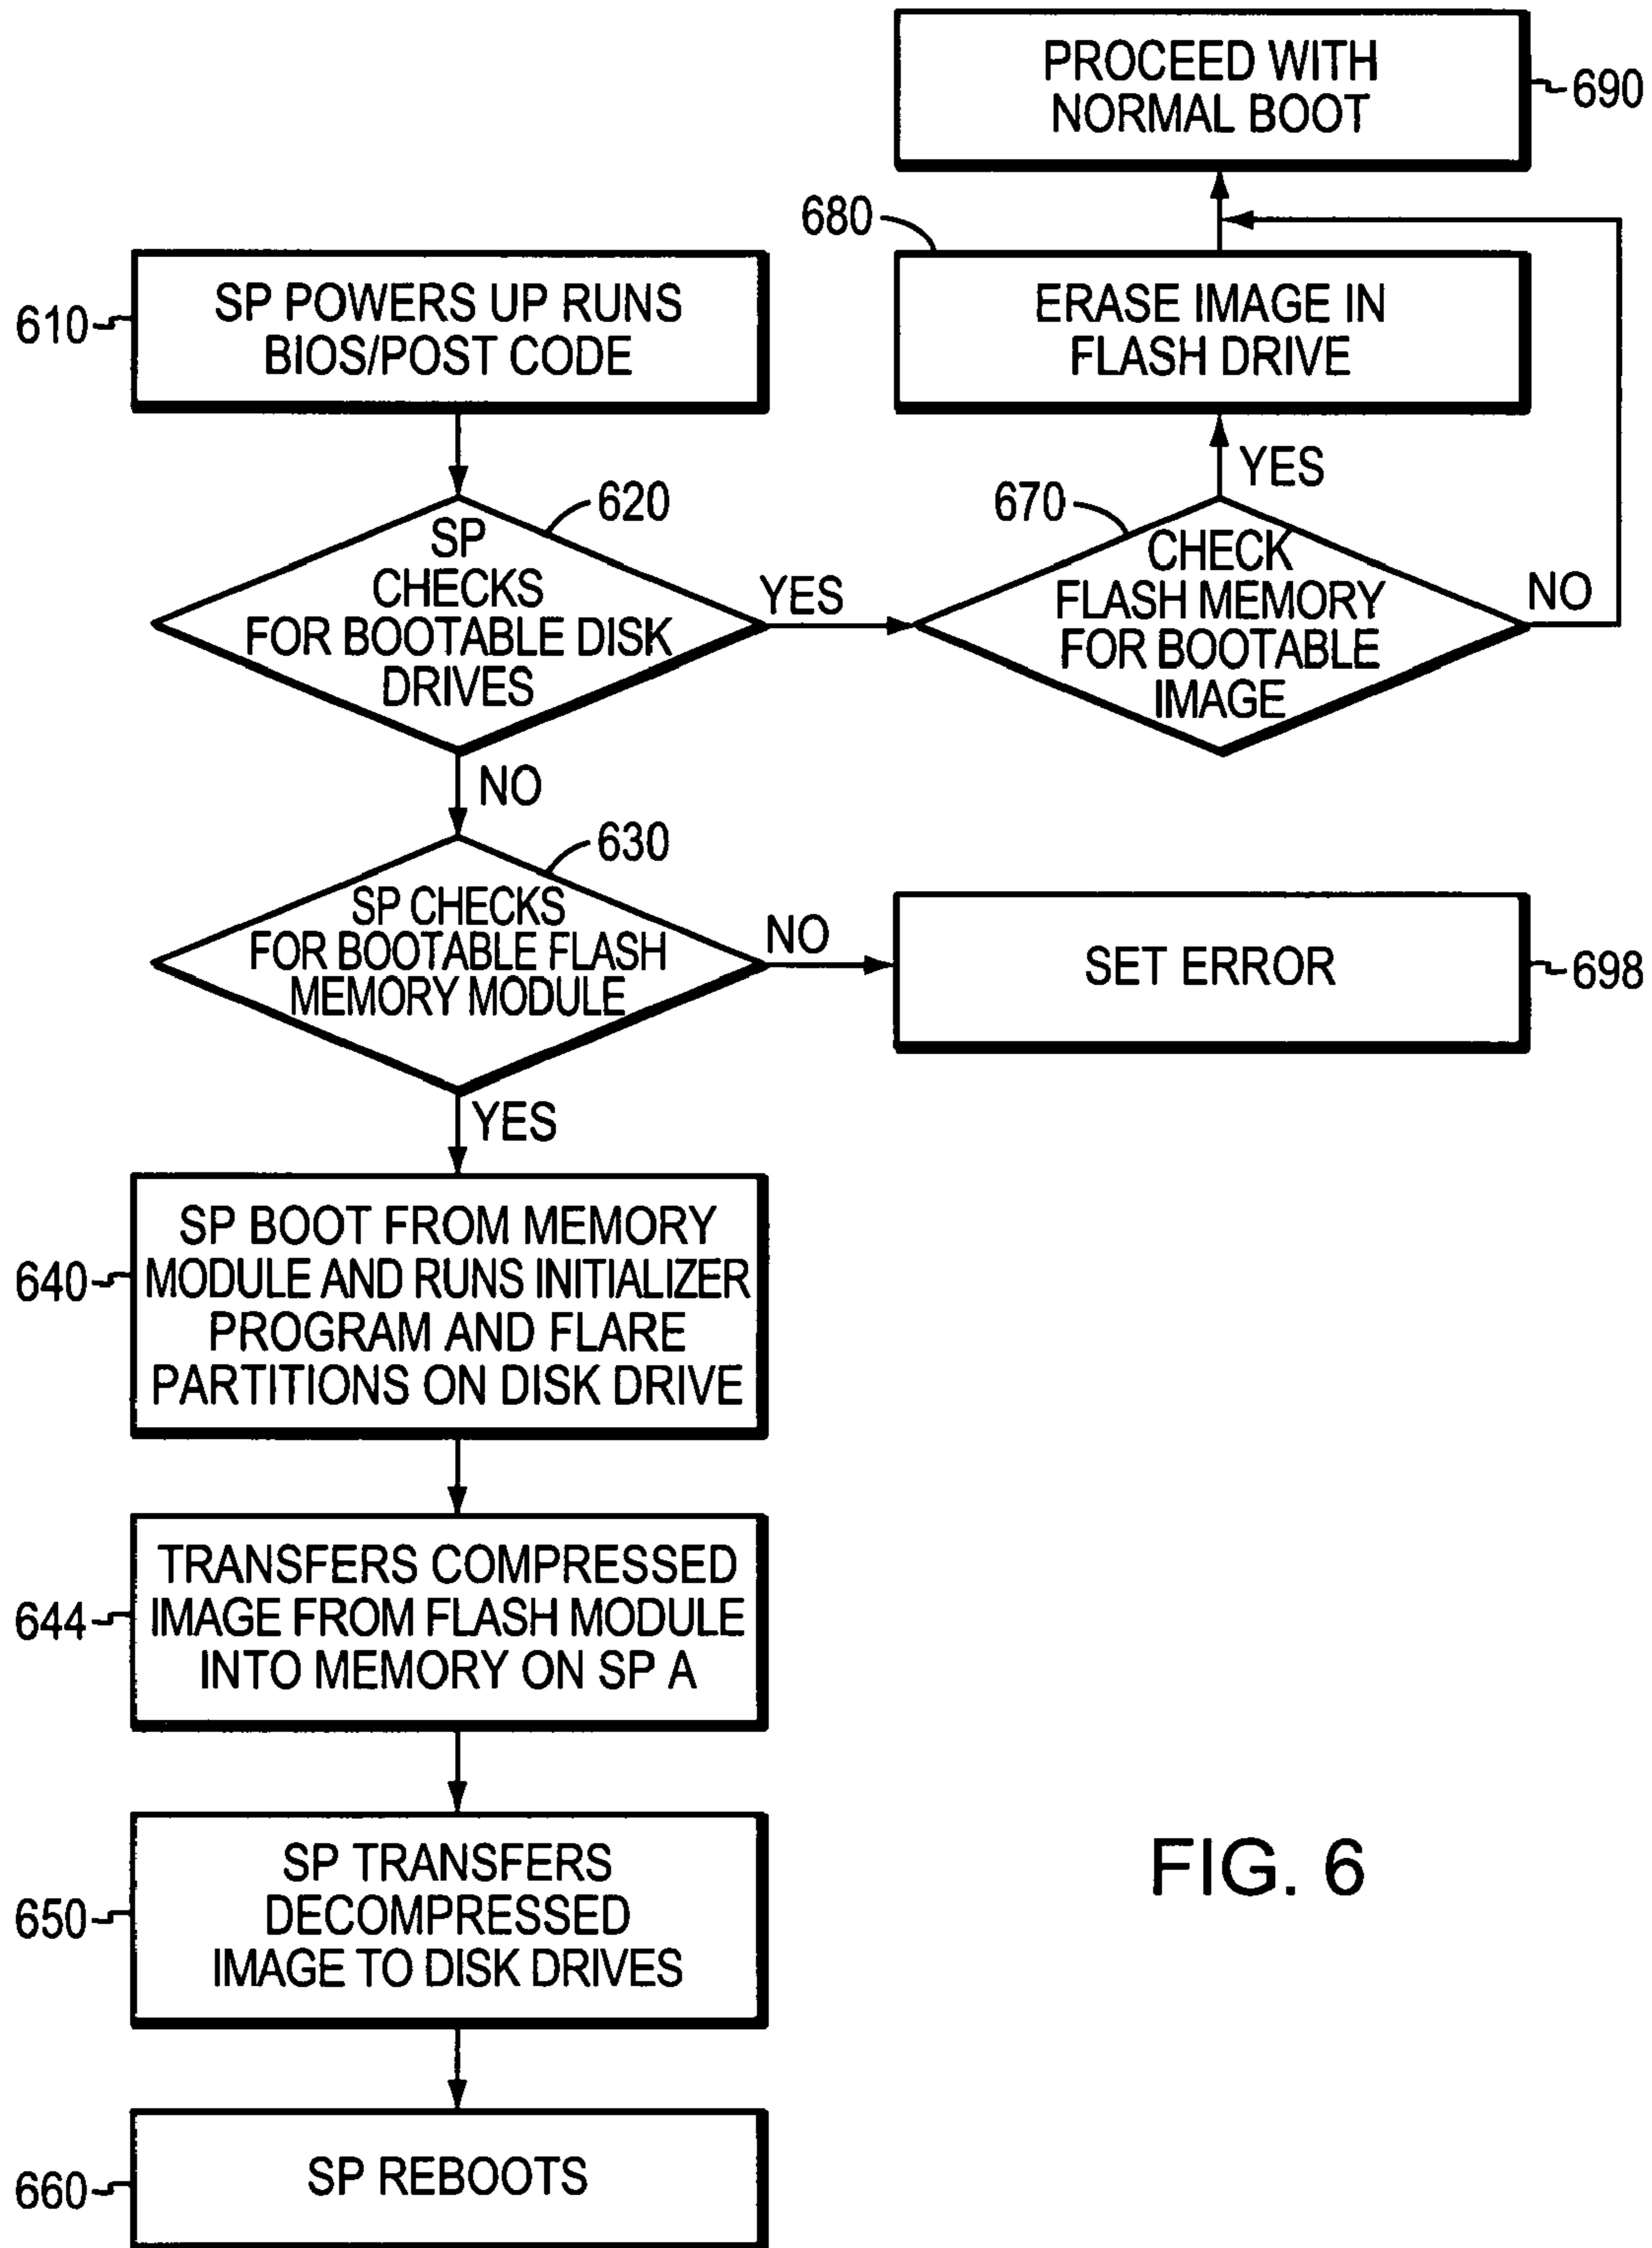 PROCEED WITH
NORMAL BOOT
690
680
610
SP POWERS UP RUNS
BIOS/POST CODE
ERASE IMAGE IN
FLASH DRIVE
YES
620
SP
CHECKS
FOR BOOTABLE DISK
DRIVES
YES
670
CHECK
FLASH MEMORY
FOR BOOTABLE
IMAGE
NO
NO
630
SP CHECKS
FOR BOOTABLE FLASH
MEMORY MODULE
NO
SET ERROR
698
YES
640
SP BOOT FROM MEMORY
MODULE AND RUNS INITIALIZER
PROGRAM AND FLARE
PARTITIONS ON DISK DRIVE
644
TRANSFERS COMPRESSED
IMAGE FROM FLASH MODULE
INTO MEMORY ON SP A
650
SP TRANSFERS
DECOMPRESSED
IMAGE TO DISK DRIVES
FIG. 6
660
SP REBOOTS